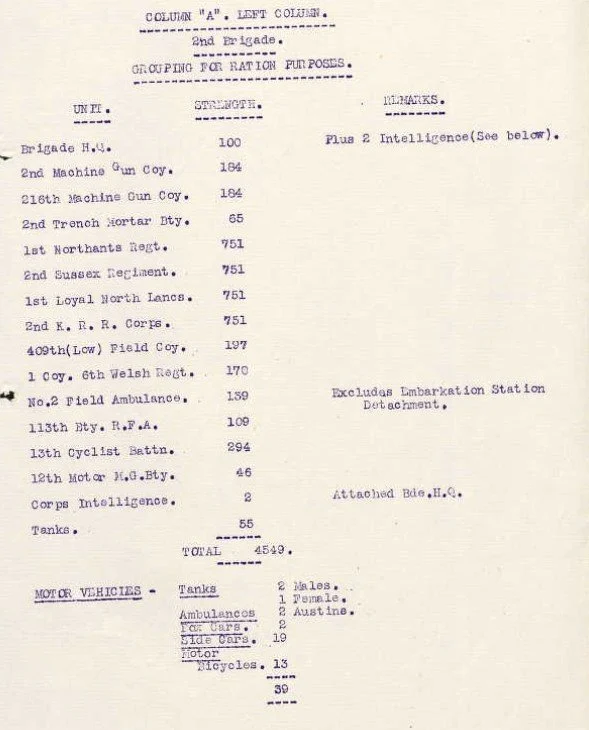 COLUMN "A". LEFT COLUMN.
2nd Brigade.
GROUPING FOR RATION PURPOSES.
UNIT. STRENGTH. REMARKS.
Brigade H.Q. 100 Plus 2 Intelligence(See below).
2nd Machine Gun Coy. 184
216th Machine Gun Coy. 184
2nd Trench Mortar Bty. 65
1st Northants Regt. 751
2nd Sussex Regiment. 751
1st Loyal North Lancs. 751
2nd K. R. R. Corps. 751
409th(Low) Field Coy. 197
1 Coy. 6th Welsh Regt. 170
No.2 Field Ambulance. 139 Excludes Embarkation Station
Detachment.
113th Bty. R.F.A. 109
13th Cyclist Battn. 294
12th Motor M.G.Bty. 46
Corps Intelligence. 2 Attached Bde.H.Q.
Tanks. 55
TOTAL 4549.
MOTOR VEHICIES - Tanks 2 Males.
1 Female.
Ambulances 2 Austins.
Box Cars. 2
Side Cars. 19
Motor
Bicycles. 13
39